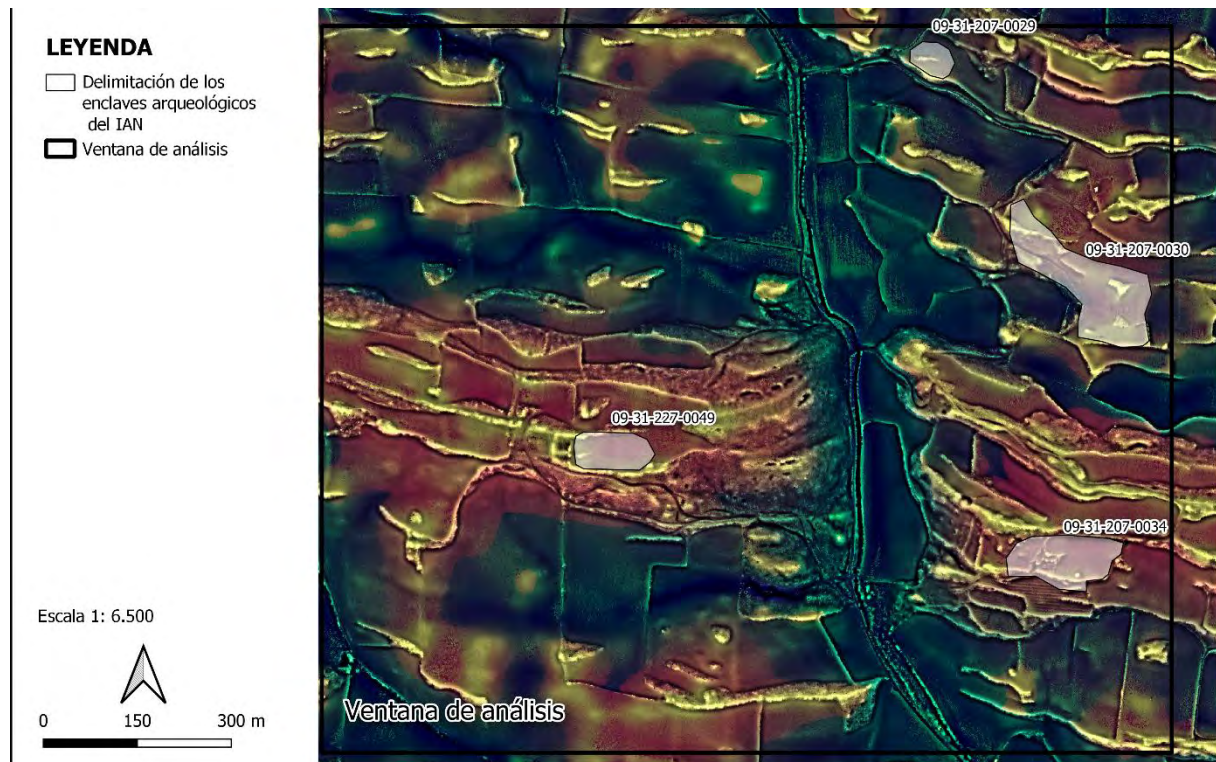 LEYENDA
Delimitación de los
enclaves arqueológicos
del IAN
Ventana de análisis
Escala 1: 6.500
0 150 300 m
09-31-207-0029
09-31-207-0030
09-31-227-0049
09-31-207-0034
Ventana de análisis